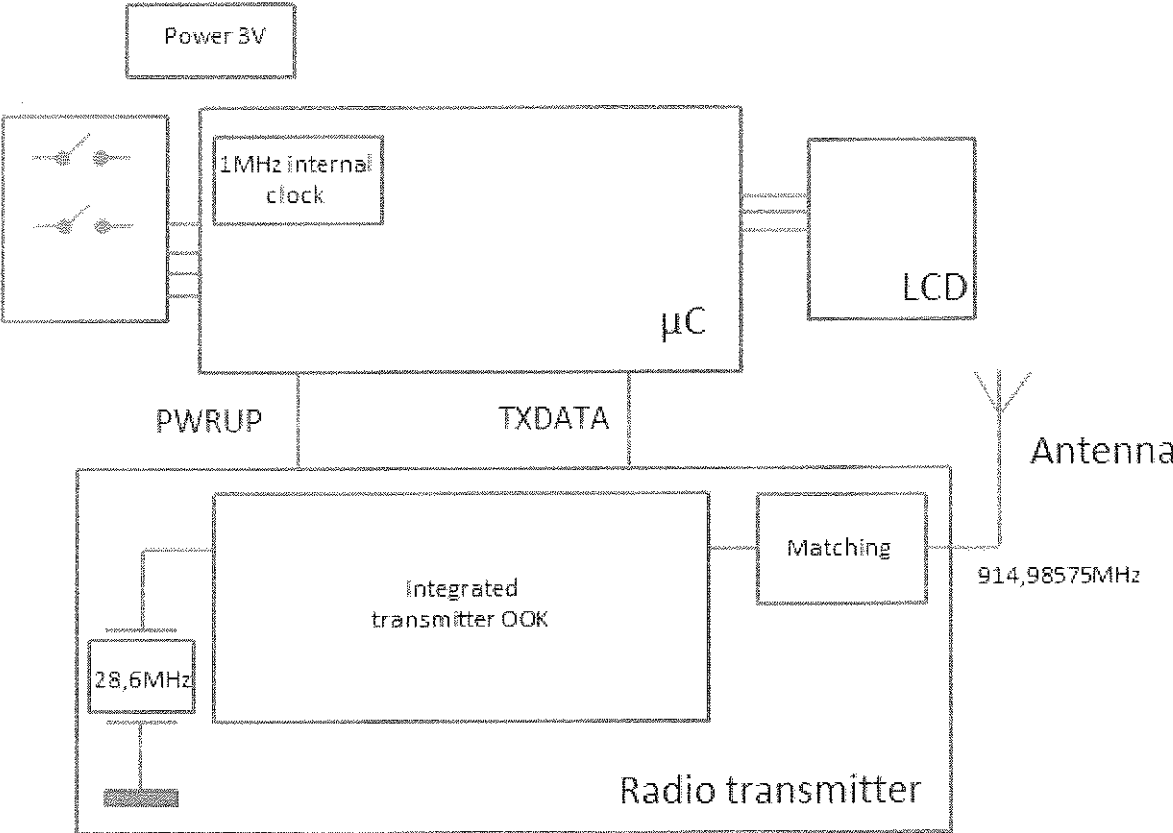 Power 3V
1MHz internal
clock
LCD
µC
PWRUP
TXDATA
Antenna
Matching
914,98575MHz
Integrated
transmitter OOK
28,6MHz
Radio transmitter